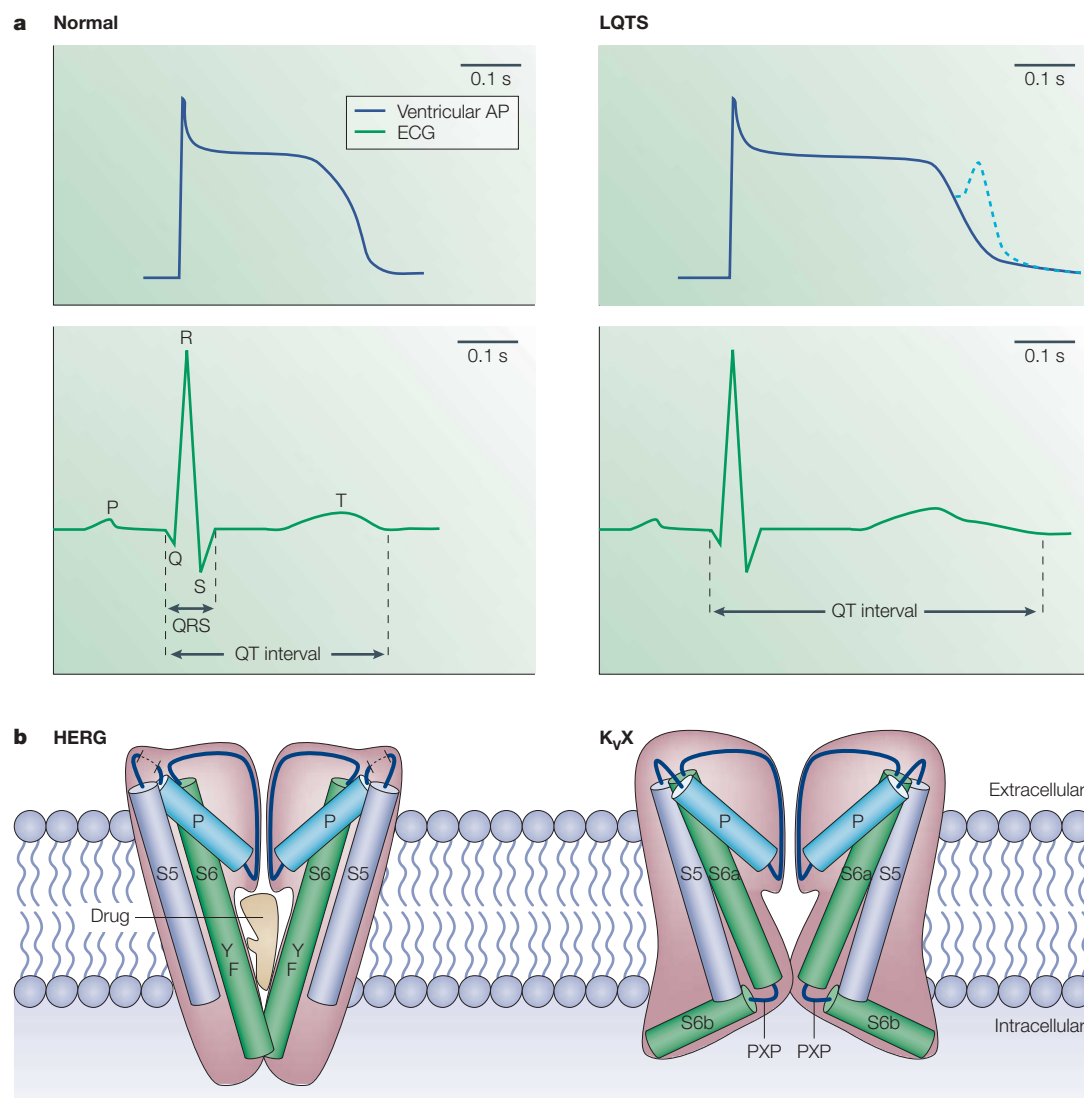 a Normal
LQTS
0.1 s
Ventricular AP
ECG
0.1 s
R
0.1 s
P
T
Q
S
QRS
QT interval
0.1 s
QT interval
b HERG
KVX
Extracellular
P
P
S5
S6
S6
S5
Drug
Y
F
Y
F
P
P
S5
S6a
S6a
S5
S6b
S6b
PXP
PXP
Intracellular